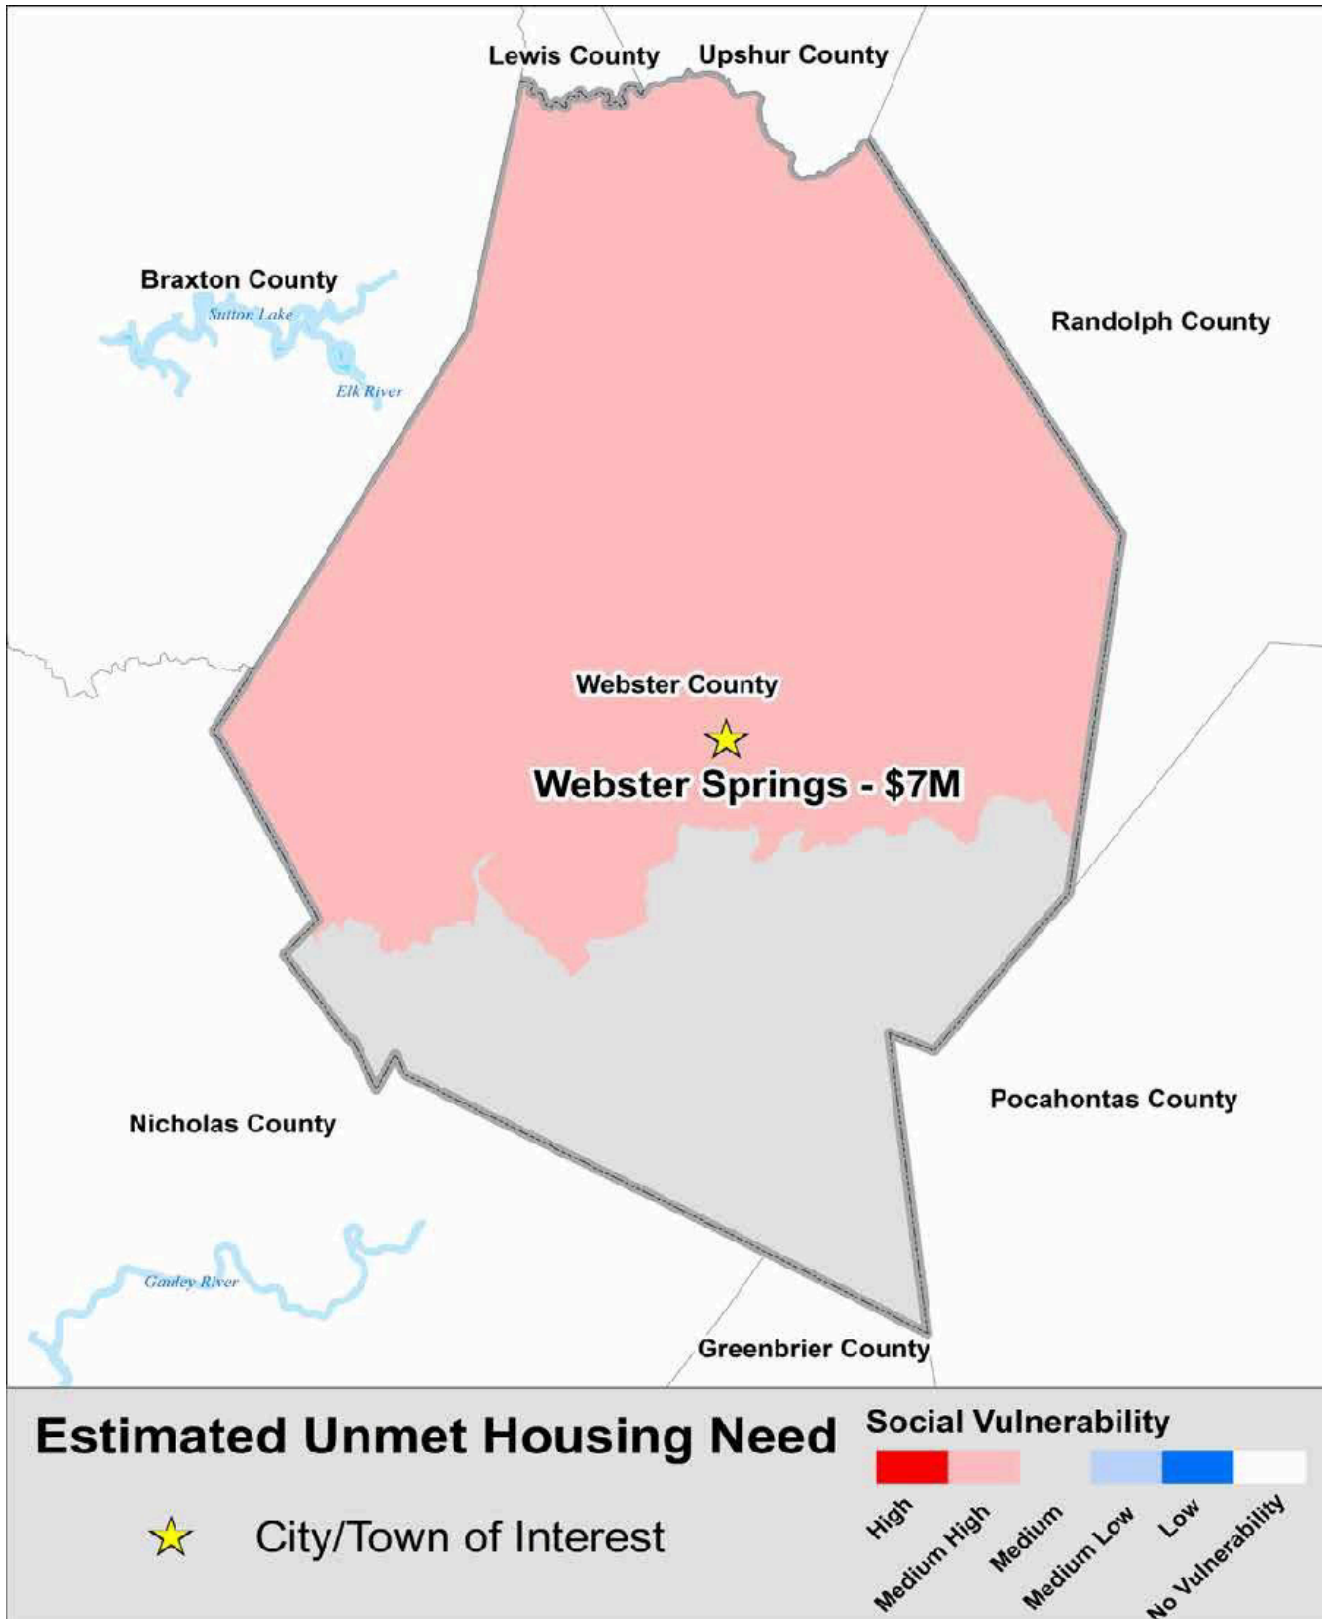 Lewis County
Upshur County
Braxton County
Sutton Lake
Randolph County
Elk River
Webster County
Webster Springs - $7M
Pocahontas County
Nicholas County
Gauley River
Greenbrier County
Estimated Unmet Housing Need
City/Town of Interest
Social Vulnerability
High
Medium High
Medium
Medium Low
Low
No Vulnerability